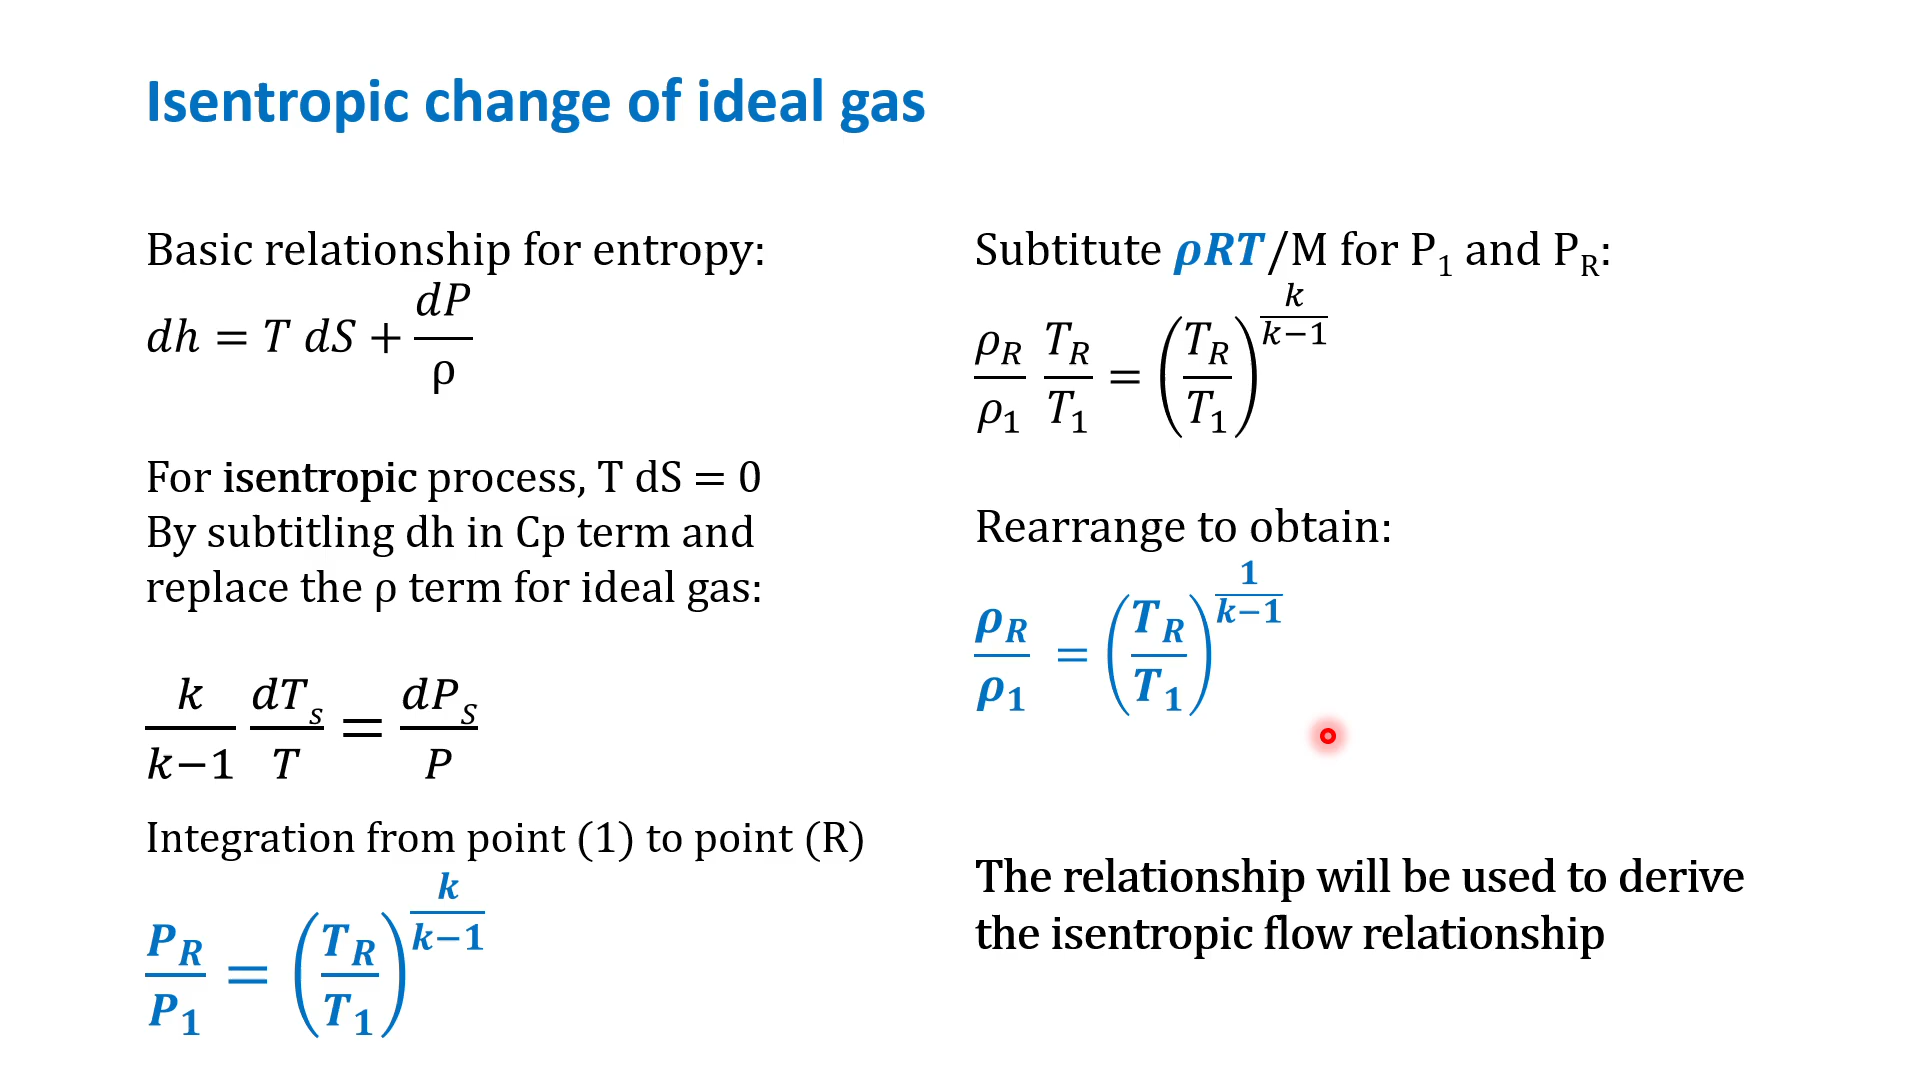 Isentropic change of ideal gas
Basic relationship for entropy:
dh = T dS + dP/ρ
For isentropic process, T dS = 0
By subtitling dh in Cp term and
replace the ρ term for ideal gas:
k/(k−1) dTₛ/T = dP_S/P
Integration from point (1) to point (R)
P_R/P_1 = (T_R/T_1)^(k/(k−1))
Subtitute ρRT/M for P₁ and P_R:
ρ_R/ρ_1 T_R/T_1 = (T_R/T_1)^(k/(k−1))
Rearrange to obtain:
ρ_R/ρ_1 = (T_R/T_1)^(1/(k−1))
The relationship will be used to derive
the isentropic flow relationship